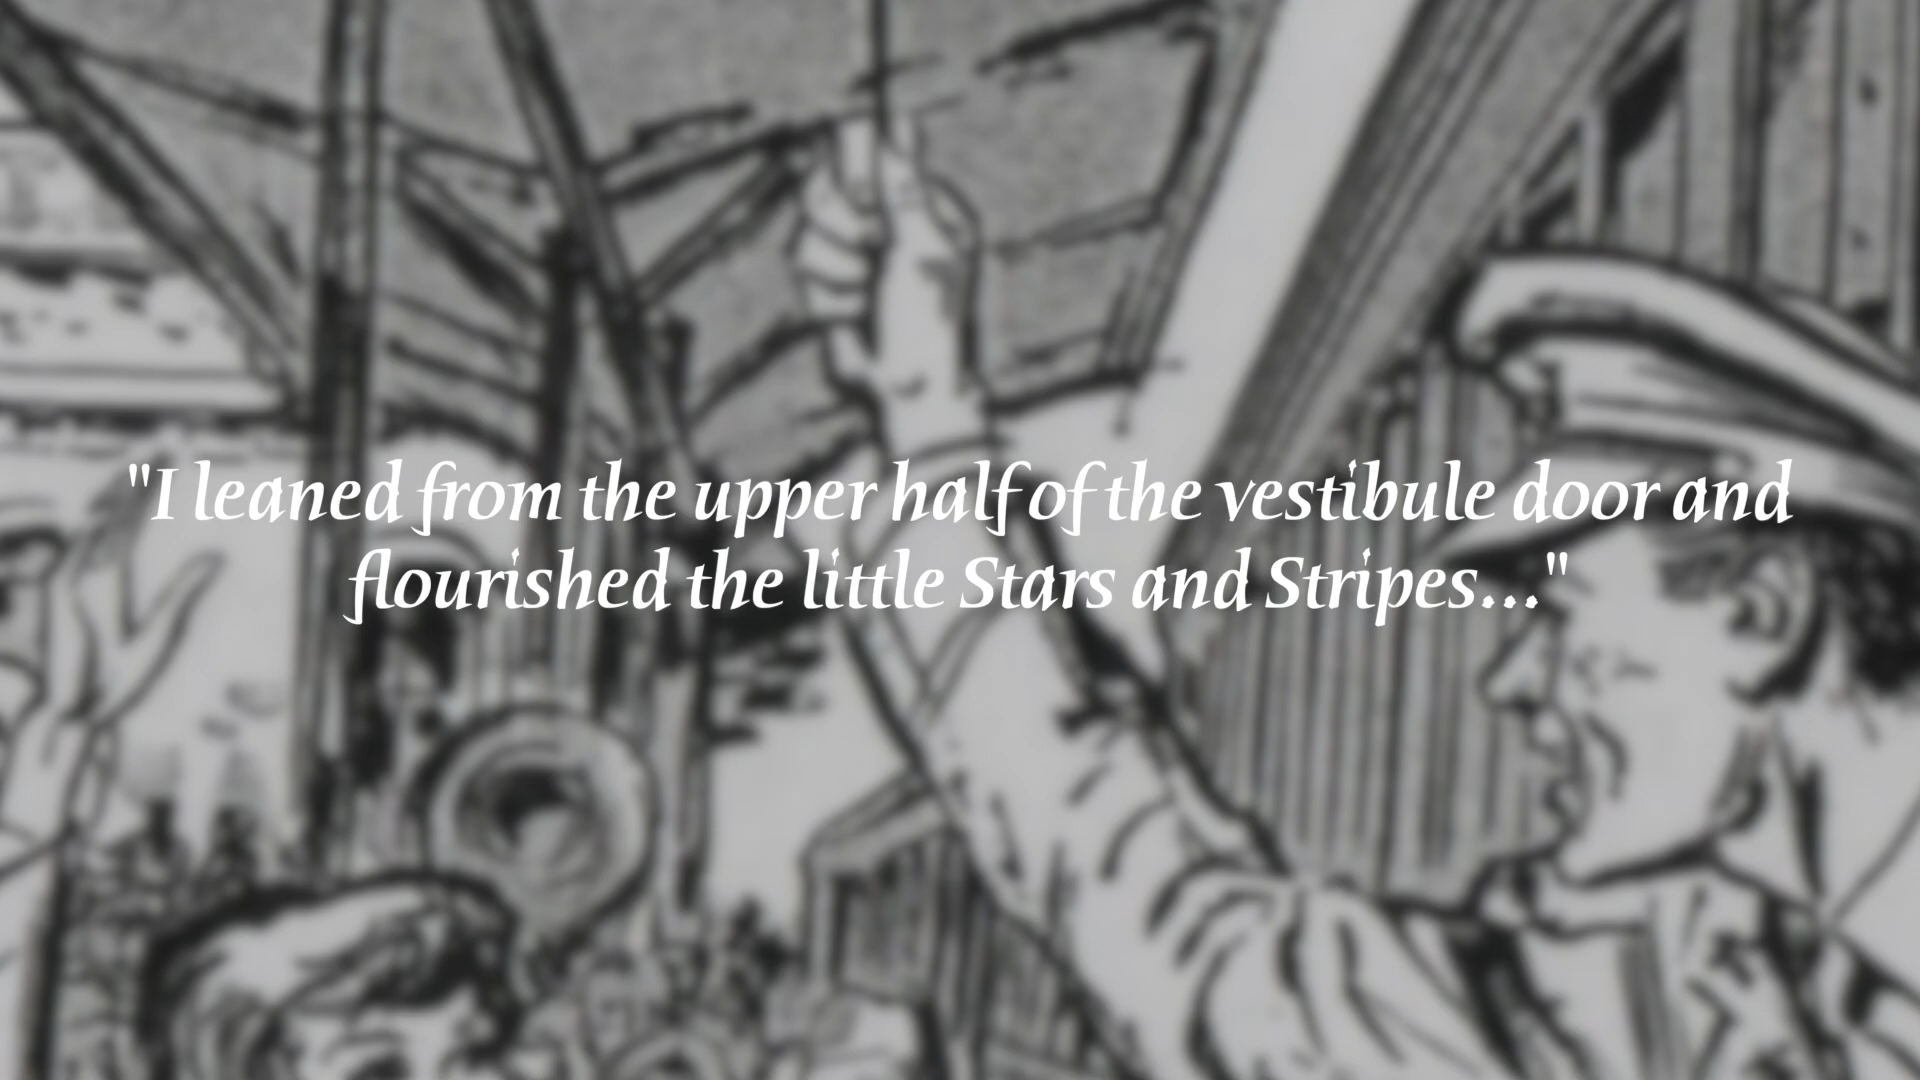 "I leaned from the upper half of the vestibule door and
flourished the little Stars and Stripes..."